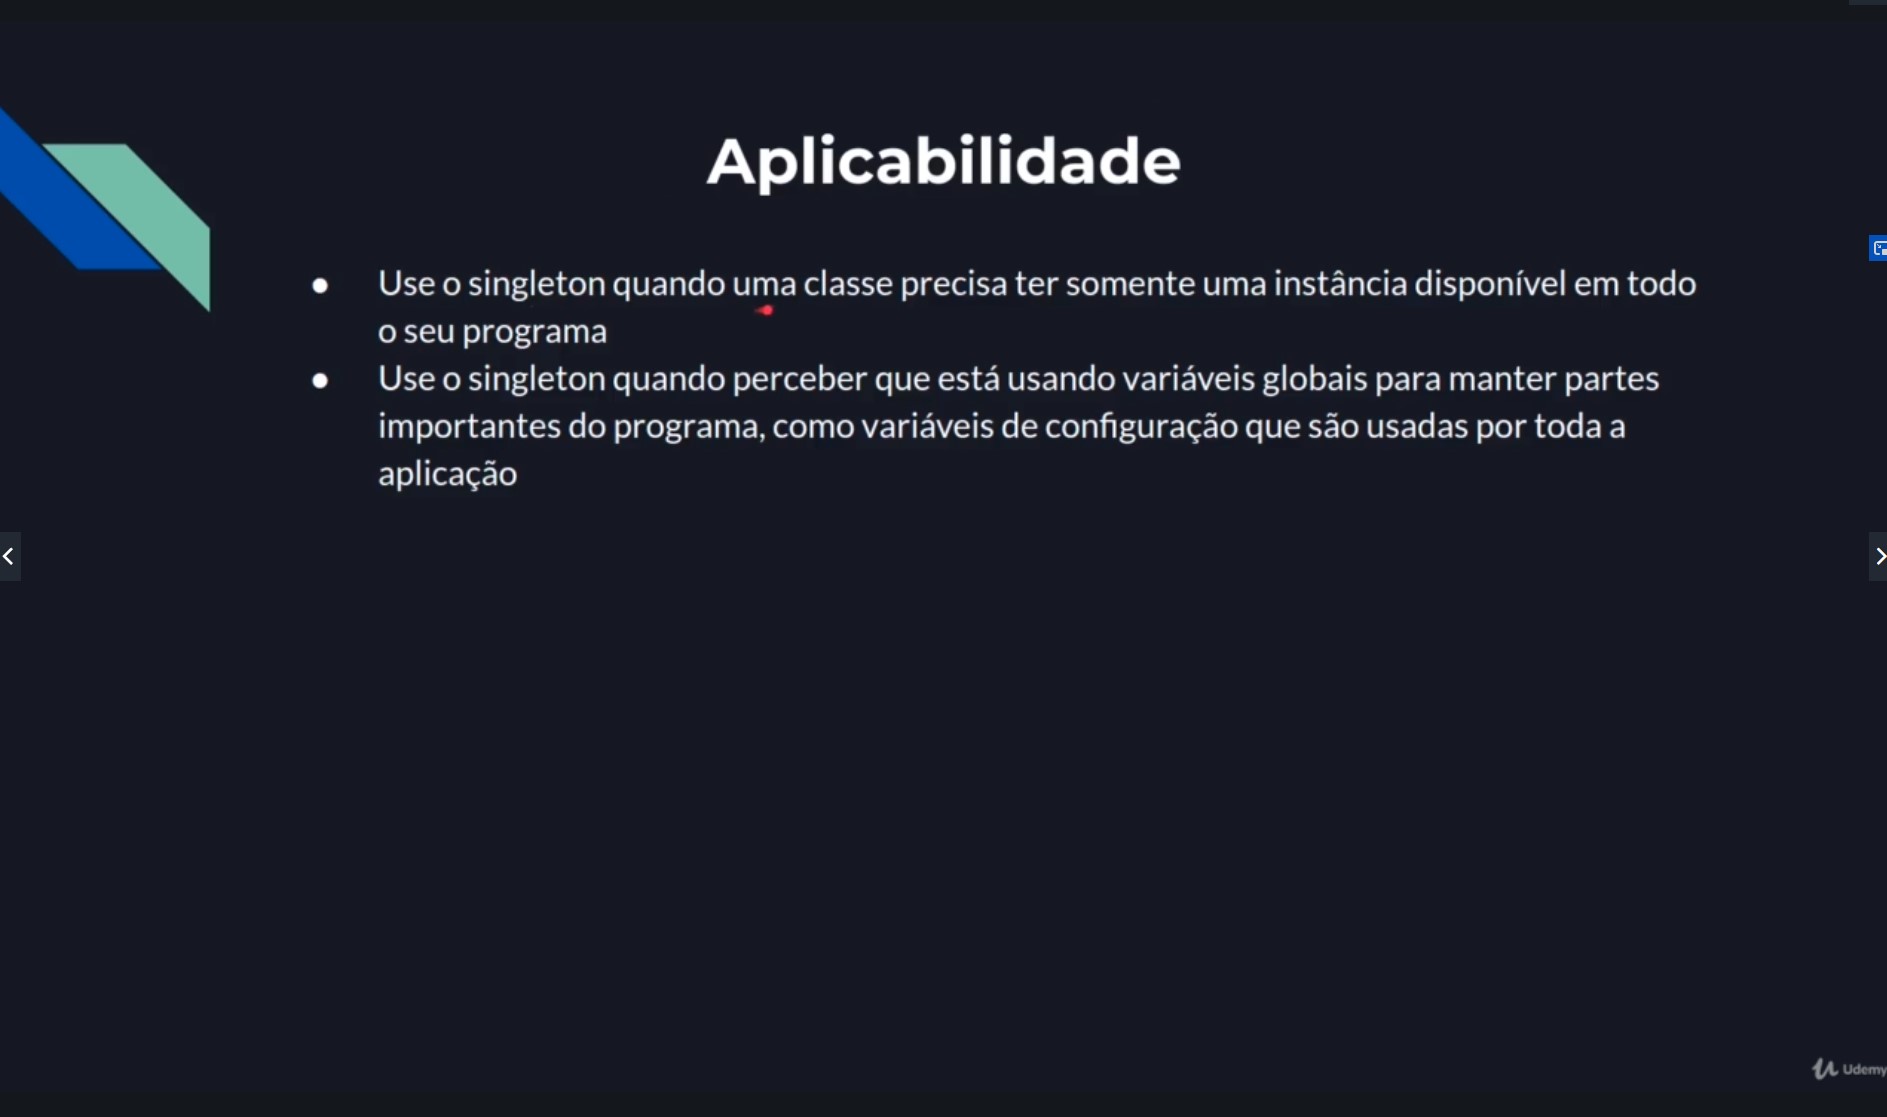 Aplicabilidade
● Use o singleton quando uma classe precisa ter somente uma instância disponível em todo
o seu programa
● Use o singleton quando perceber que está usando variáveis globais para manter partes
importantes do programa, como variáveis de configuração que são usadas por toda a
aplicação
Udemy